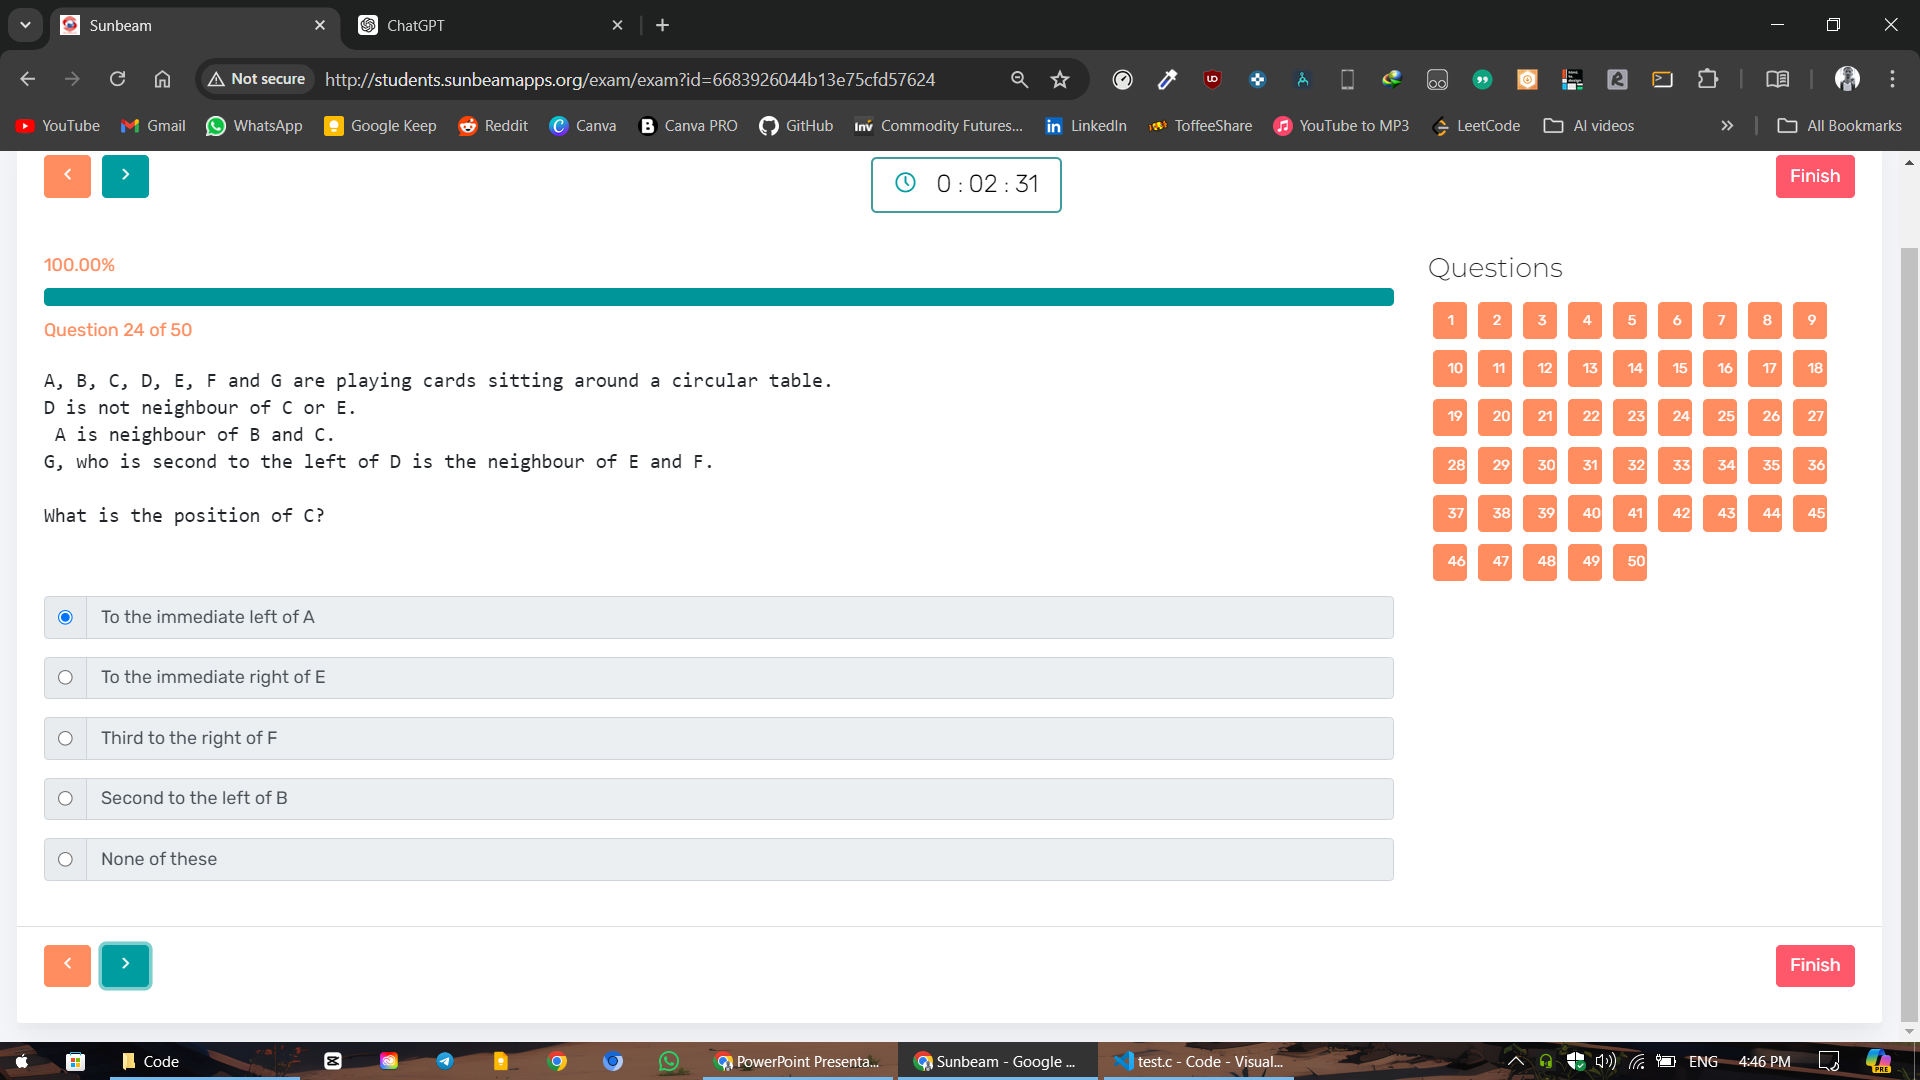 Sunbeam
ChatGPT
Not secure
http://students.sunbeamapps.org/exam/exam?id=6683926044b13e75cfd57624
YouTube
Gmail
WhatsApp
Google Keep
Reddit
Canva
Canva PRO
GitHub
Inv Commodity Futures...
LinkedIn
ToffeeShare
YouTube to MP3
LeetCode
AI videos
All Bookmarks
0 : 02 : 31
Finish
100.00%
Question 24 of 50
A, B, C, D, E, F and G are playing cards sitting around a circular table.
D is not neighbour of C or E.
A is neighbour of B and C.
G, who is second to the left of D is the neighbour of E and F.
What is the position of C?
To the immediate left of A
To the immediate right of E
Third to the right of F
Second to the left of B
None of these
Questions
1 2 3 4 5 6 7 8 9
10 11 12 13 14 15 16 17 18
19 20 21 22 23 24 25 26 27
28 29 30 31 32 33 34 35 36
37 38 39 40 41 42 43 44 45
46 47 48 49 50
Finish
Code
PowerPoint Presenta...
Sunbeam - Google ...
test.c - Code - Visual...
ENG
4:46 PM
PRE